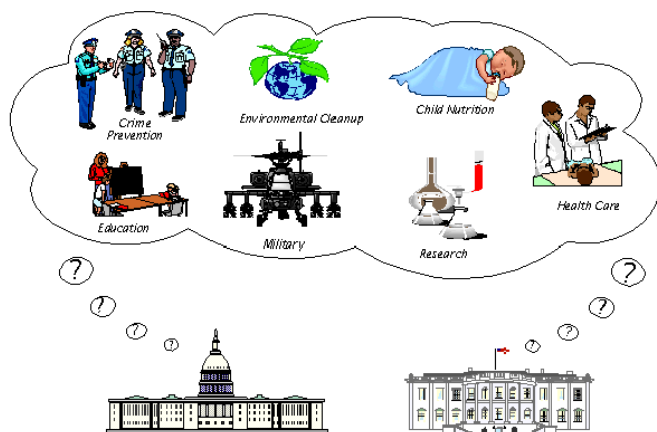 Crime
Prevention
Environmental Cleanup
Child Nutrition
Education
Military
Research
Health Care
?
?
?
?
?
?
?
?